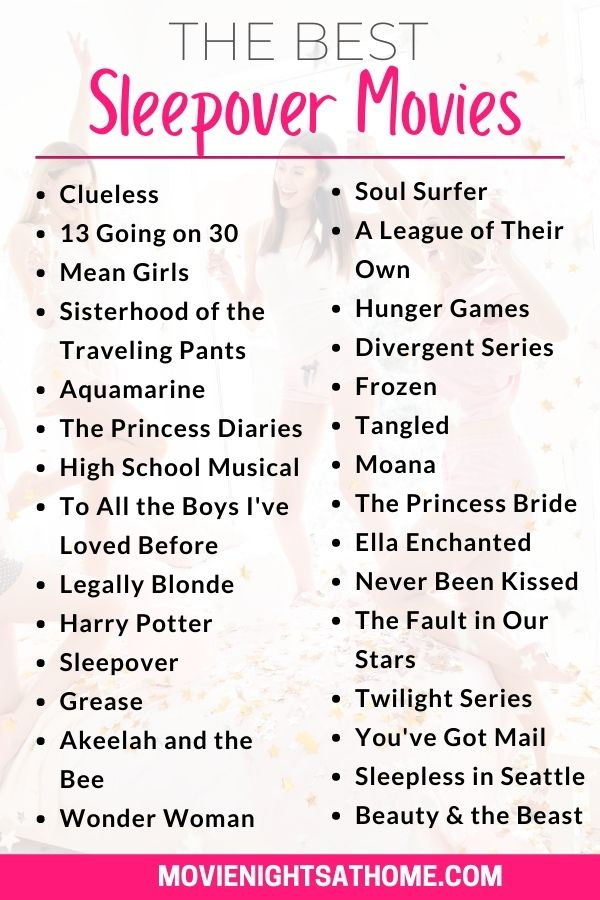 THE BEST
Sleepover Movies
• Clueless
• 13 Going on 30
• Mean Girls
• Sisterhood of the
Traveling Pants
• Aquamarine
• The Princess Diaries
• High School Musical
• To All the Boys I've
Loved Before
• Legally Blonde
• Harry Potter
• Sleepover
• Grease
• Akeelah and the
Bee
• Wonder Woman
• Soul Surfer
• A League of Their
Own
• Hunger Games
• Divergent Series
• Frozen
• Tangled
• Moana
• The Princess Bride
• Ella Enchanted
• Never Been Kissed
• The Fault in Our
Stars
• Twilight Series
• You've Got Mail
• Sleepless in Seattle
• Beauty & the Beast
MOVIENIGHTSATHOME.COM